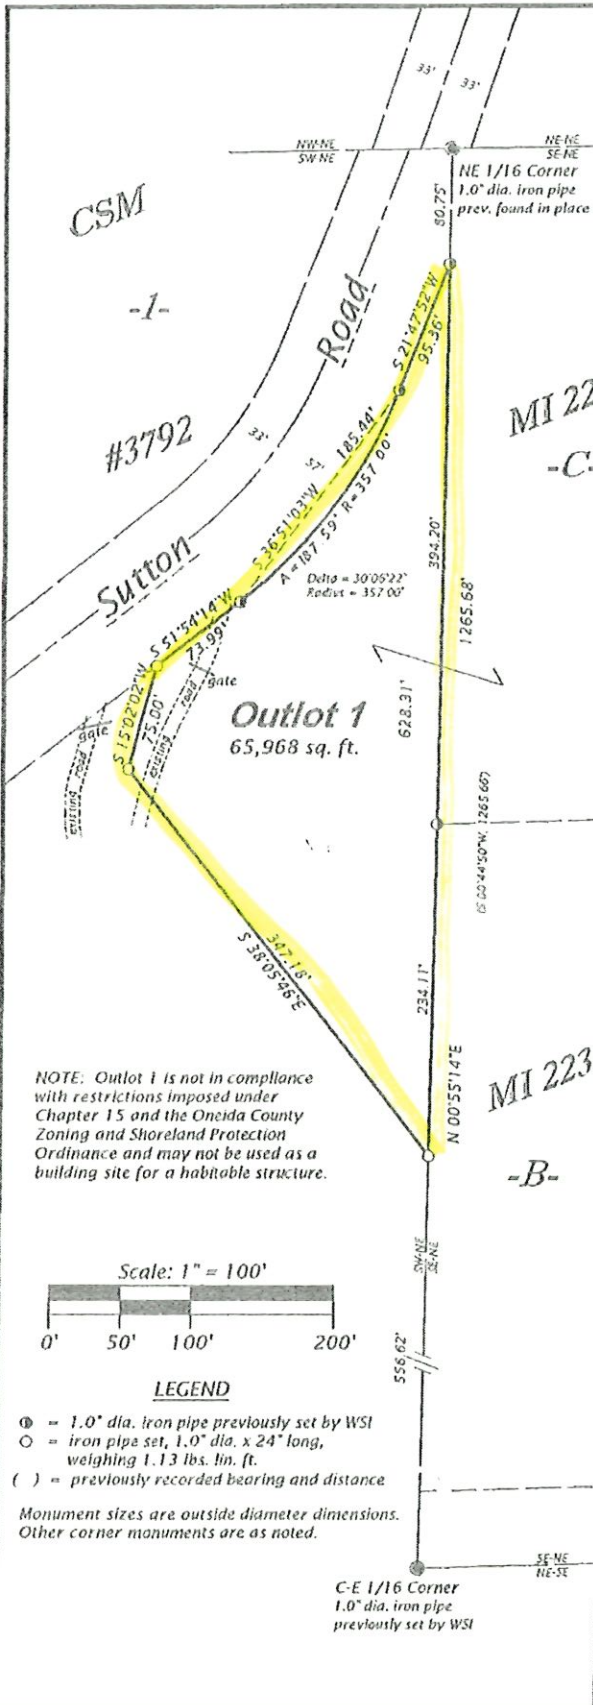 33'
33'
NW-NE
SW-NE
NE-NE
SE-NE
NE 1/16 Corner
1.0" dia. iron pipe
prev. found in place
80.75'
CSM
-1-
#3792
Sutton Road
33'
57'
S 21°47'52"W
95.36'
MI 22
-C-
185.44'
S 36°51'03"W
A=187.59' R=357.00'
Delta = 30°06'22"
Radius = 357.00'
394.20'
1265.68'
S 51°54'14"W
73.99'
gate
existing road
S 15°02'02"W
75.00'
gate
existing road
Outlot 1
65,968 sq. ft.
628.31'
(S 00°44'50"W, 1265.66')
347.18'
S 38°05'46"E
234.11'
N 00°55'14"E
MI 223
-B-
NOTE: Outlot 1 is not in compliance
with restrictions imposed under
Chapter 15 and the Oneida County
Zoning and Shoreland Protection
Ordinance and may not be used as a
building site for a habitable structure.
SW-NE
SE-NE
Scale: 1" = 100'
0' 50' 100' 200'
556.62'
LEGEND
= 1.0" dia. iron pipe previously set by WSI
= iron pipe set, 1.0" dia. x 24" long,
weighing 1.13 lbs. lin. ft.
( ) = previously recorded bearing and distance
Monument sizes are outside diameter dimensions.
Other corner monuments are as noted.
SE-NE
NE-SE
C-E 1/16 Corner
1.0" dia. iron pipe
previously set by WSI